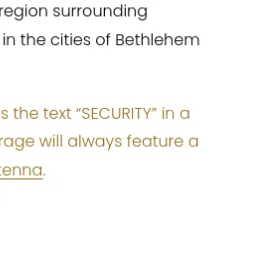 region surrounding
in the cities of Bethlehem
s the text “SECURITY” in a
rage will always feature a
tenna.